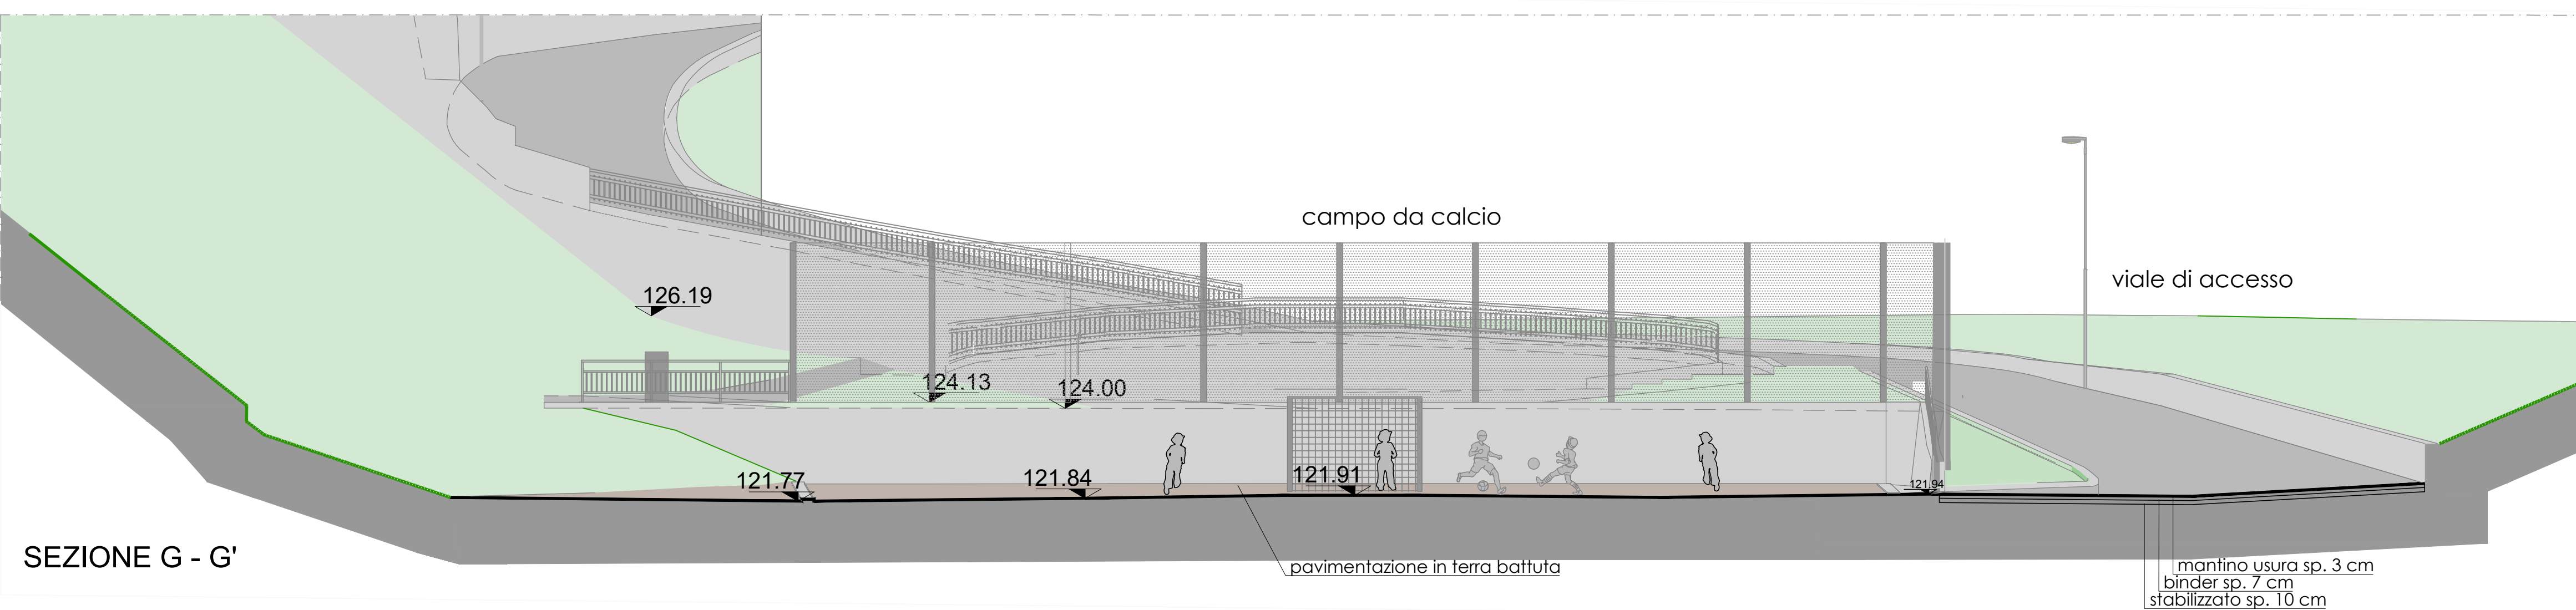 campo da calcio
viale di accesso
126.19
124.13
124.00
121.77
121.84
121.91
121.94
SEZIONE G - G'
pavimentazione in terra battuta
mantino usura sp. 3 cm
binder sp. 7 cm
stabilizzato sp. 10 cm